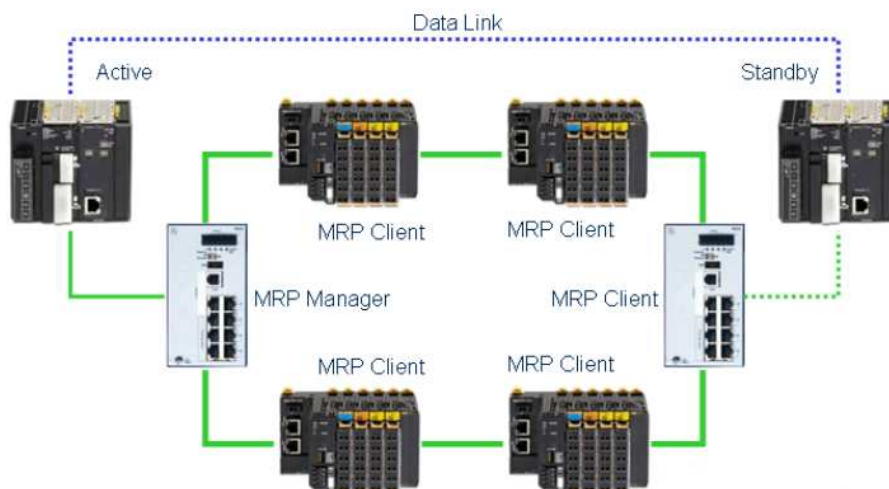 Data Link
Active
Standby
MRP Client
MRP Client
MRP Manager
MRP Client
MRP Client
MRP Client